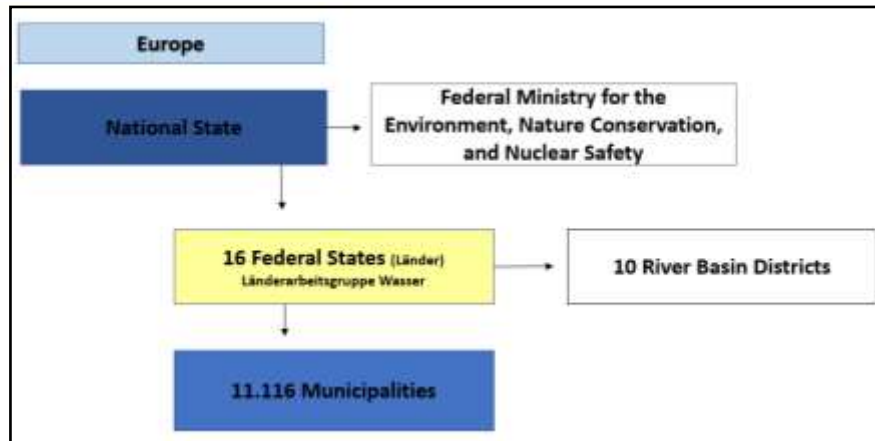 Europe
National State
Federal Ministry for the
Environment, Nature Conservation,
and Nuclear Safety
16 Federal States (Länder)
Länderarbeitsgruppe Wasser
10 River Basin Districts
11.116 Municipalities